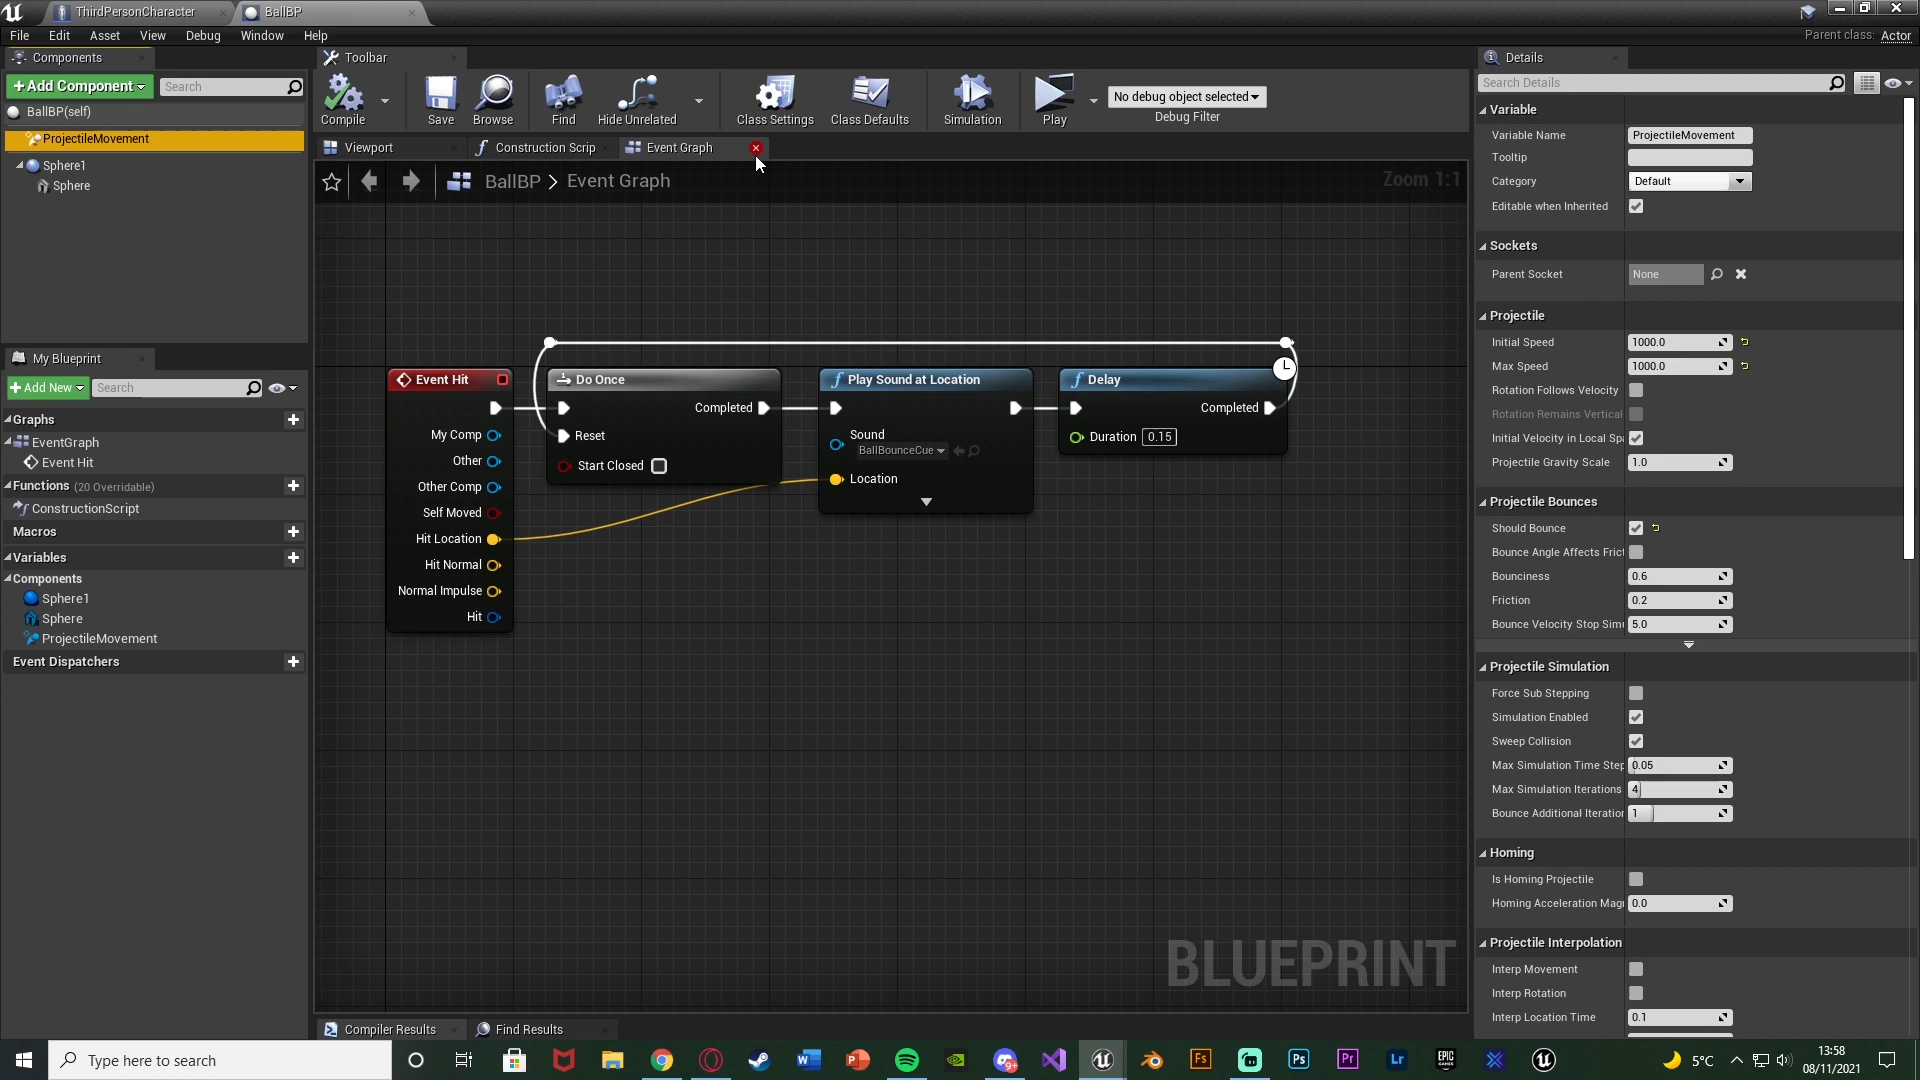 ThirdPersonCharacter
BallBP
File Edit Asset View Debug Window Help
Parent class: Actor
Components
+Add Component
Search
BallBP(self)
ProjectileMovement
Sphere1
Sphere
My Blueprint
+Add New
Search
Graphs
EventGraph
Event Hit
Functions (20 Overridable)
ConstructionScript
Macros
Variables
Components
Sphere1
Sphere
ProjectileMovement
Event Dispatchers
Toolbar
Compile
Save
Browse
Find
Hide Unrelated
Class Settings
Class Defaults
Simulation
Play
No debug object selected
Debug Filter
Viewport
Construction Scrip
Event Graph
BallBP > Event Graph
Zoom 1:1
Event Hit
My Comp
Other
Other Comp
Self Moved
Hit Location
Hit Normal
Normal Impulse
Hit
Do Once
Completed
Reset
Start Closed
Play Sound at Location
Sound
BallBounceCue
Location
Delay
Completed
Duration 0.15
BLUEPRINT
Compiler Results
Find Results
Details
Search Details
Variable
Variable Name ProjectileMovement
Tooltip
Category Default
Editable when Inherited
Sockets
Parent Socket None
Projectile
Initial Speed 1000.0
Max Speed 1000.0
Rotation Follows Velocity
Rotation Remains Vertical
Initial Velocity in Local Spa
Projectile Gravity Scale 1.0
Projectile Bounces
Should Bounce
Bounce Angle Affects Frict
Bounciness 0.6
Friction 0.2
Bounce Velocity Stop Simu 5.0
Projectile Simulation
Force Sub Stepping
Simulation Enabled
Sweep Collision
Max Simulation Time Step 0.05
Max Simulation Iterations 4
Bounce Additional Iteration 1
Homing
Is Homing Projectile
Homing Acceleration Magn 0.0
Projectile Interpolation
Interp Movement
Interp Rotation
Interp Location Time 0.1
Type here to search
W
P
9+
Fs
Ps
Pr
Lr
EPIC GAMES
5°C
13:58
08/11/2021